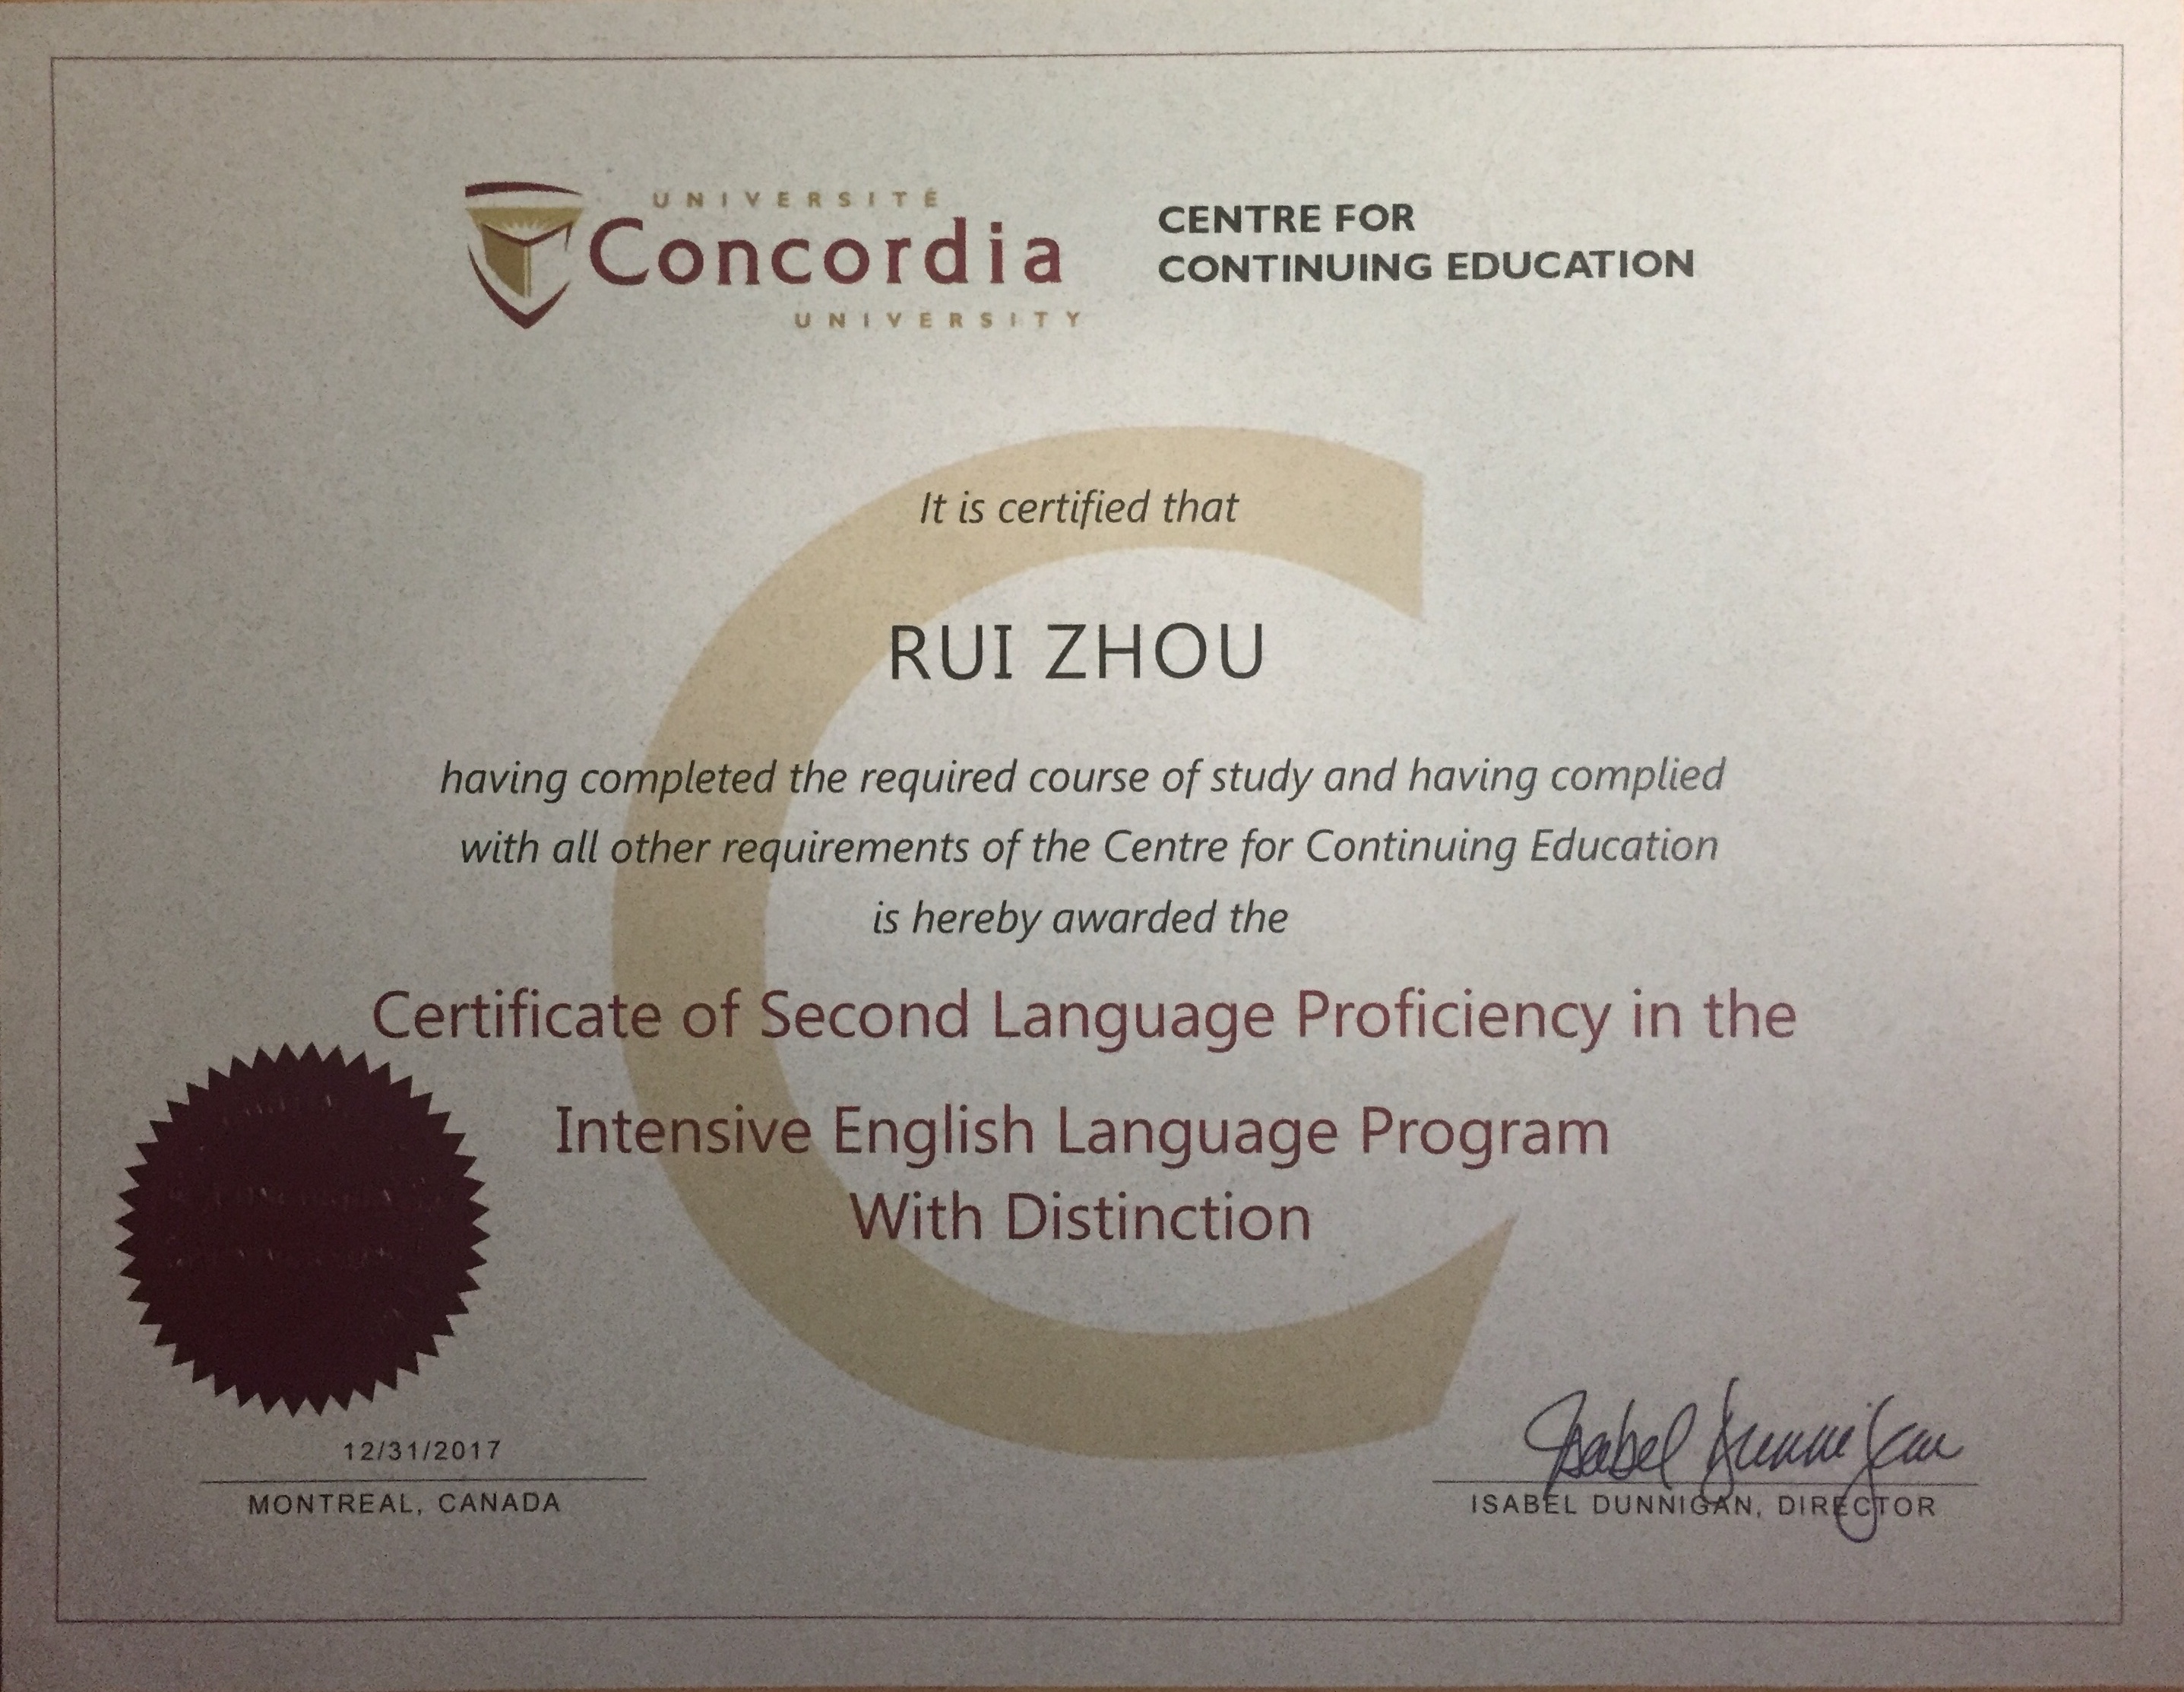 UNIVERSITÉ
Concordia
UNIVERSITY
CENTRE FOR
CONTINUING EDUCATION
It is certified that
RUI ZHOU
having completed the required course of study and having complied
with all other requirements of the Centre for Continuing Education
is hereby awarded the
Certificate of Second Language Proficiency in the
Intensive English Language Program
With Distinction
12/31/2017
MONTREAL, CANADA
Isabel Dunnigan
ISABEL DUNNIGAN, DIRECTOR